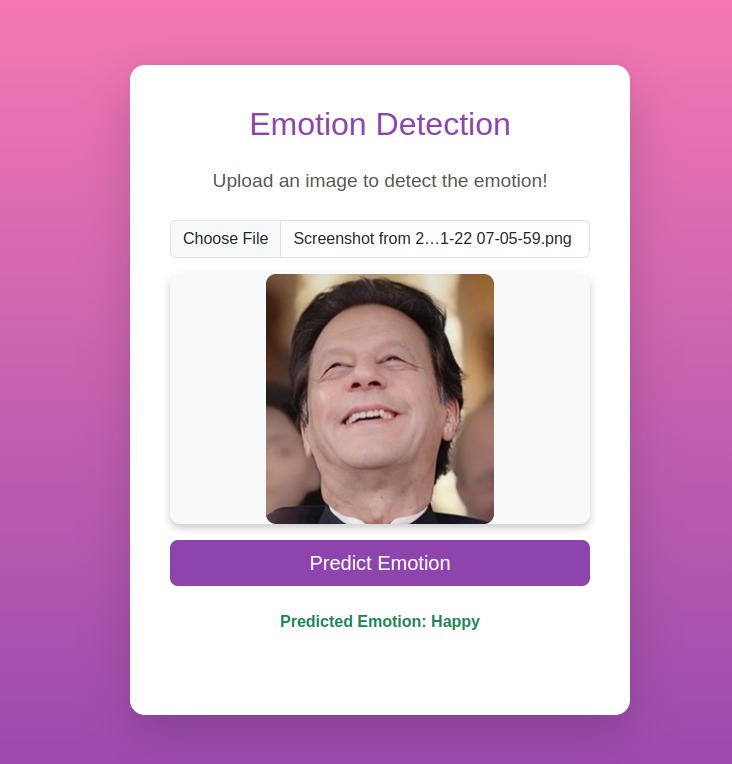 Emotion Detection
Upload an image to detect the emotion!
Choose File Screenshot from 2…1-22 07-05-59.png
Predict Emotion
Predicted Emotion: Happy